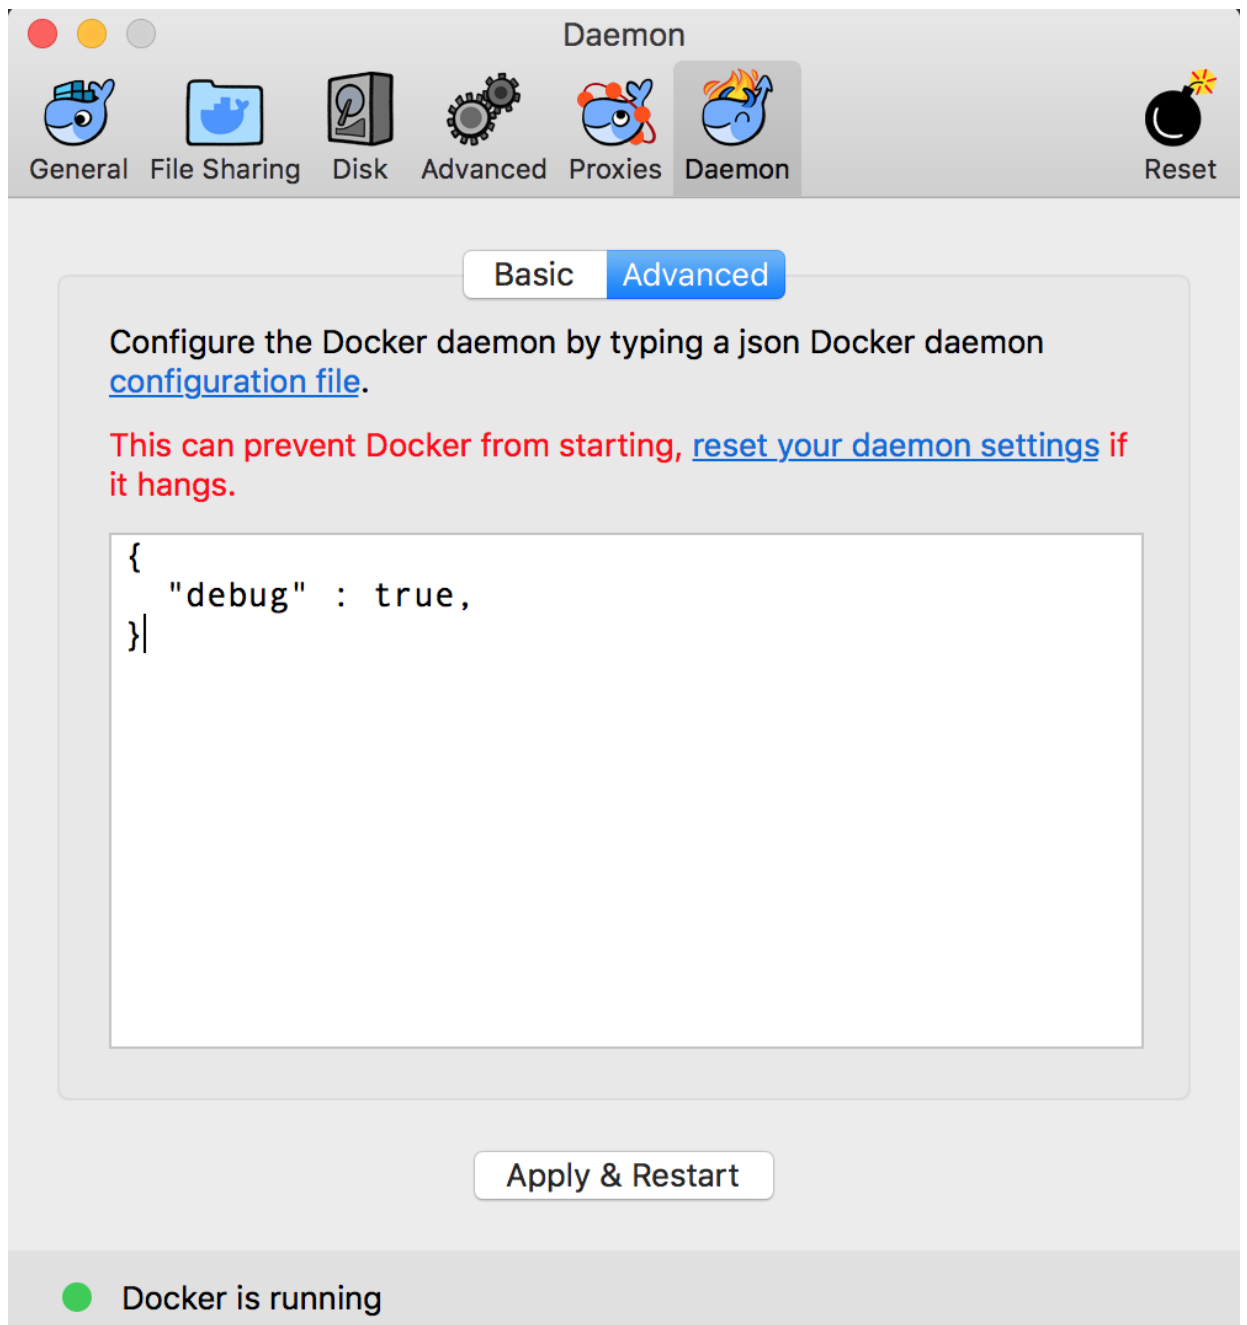 Daemon
General File Sharing Disk Advanced Proxies Daemon Reset
Basic Advanced
Configure the Docker daemon by typing a json Docker daemon
configuration file.
This can prevent Docker from starting, reset your daemon settings if
it hangs.
{
"debug" : true,
}
Apply & Restart
Docker is running